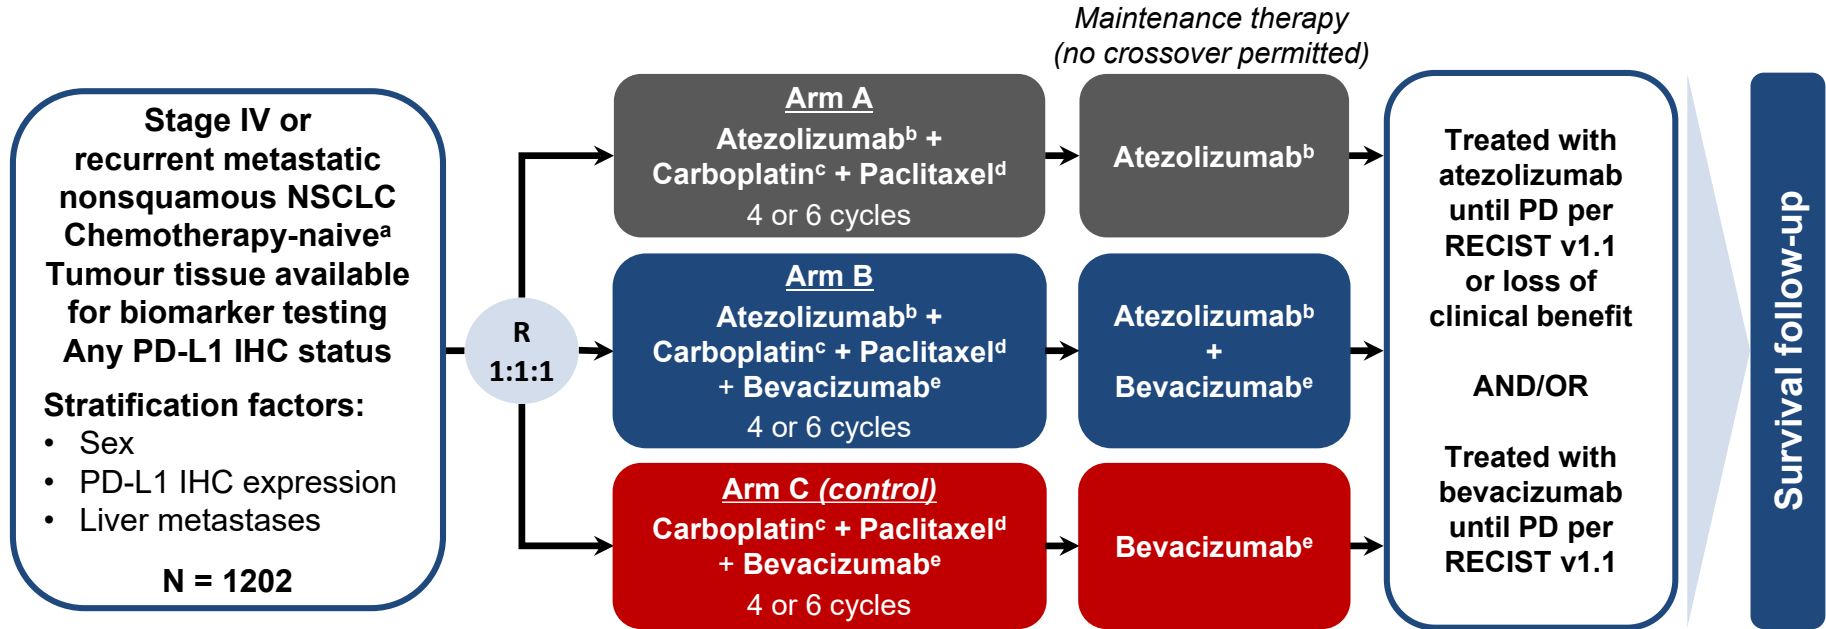 Maintenance therapy
(no crossover permitted)
Stage IV or
recurrent metastatic
nonsquamous NSCLC
Chemotherapy-naiveᵃ
Tumour tissue available
for biomarker testing
Any PD-L1 IHC status
Stratification factors:
• Sex
• PD-L1 IHC expression
• Liver metastases
N = 1202
R
1:1:1
Arm A
Atezolizumabᵇ +
Carboplatinᶜ + Paclitaxelᵈ
4 or 6 cycles
Atezolizumabᵇ
Arm B
Atezolizumabᵇ +
Carboplatinᶜ + Paclitaxelᵈ
+ Bevacizumabᵉ
4 or 6 cycles
Atezolizumabᵇ
+
Bevacizumabᵉ
Arm C (control)
Carboplatinᶜ + Paclitaxelᵈ
+ Bevacizumabᵉ
4 or 6 cycles
Bevacizumabᵉ
Treated with
atezolizumab
until PD per
RECIST v1.1
or loss of
clinical benefit
AND/OR
Treated with
bevacizumab
until PD per
RECIST v1.1
Survival follow-up